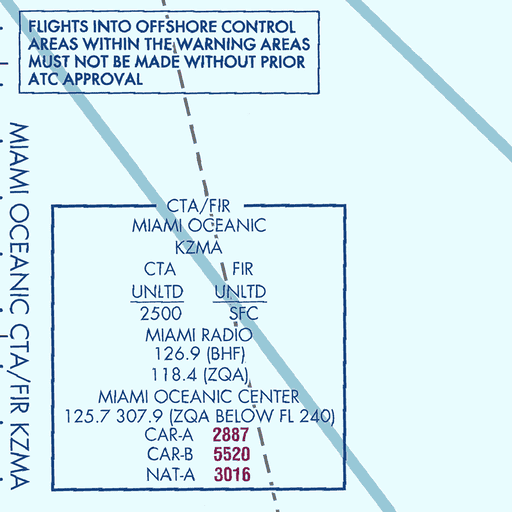 FLIGHTS INTO OFFSHORE CONTROL
AREAS WITHIN THE WARNING AREAS
MUST NOT BE MADE WITHOUT PRIOR
ATC APPROVAL
MIAMI OCEANIC CTA/FIR KZMA
CTA/FIR
MIAMI OCEANIC
KZMA
CTA FIR
UNLTD UNLTD
2500 SFC
MIAMI RADIO
126.9 (BHF)
118.4 (ZQA)
MIAMI OCEANIC CENTER
125.7 307.9 (ZQA BELOW FL 240)
CAR-A 2887
CAR-B 5520
NAT-A 3016